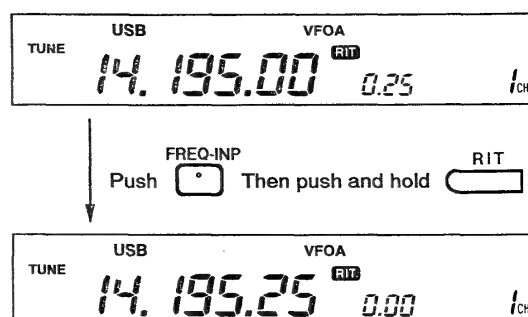 USB VFOA
TUNE RIT
14. 195.00 0.25 1CH
FREQ-INP RIT
Push Then push and hold
USB VFOA
TUNE RIT
14. 195.25 0.00 1CH